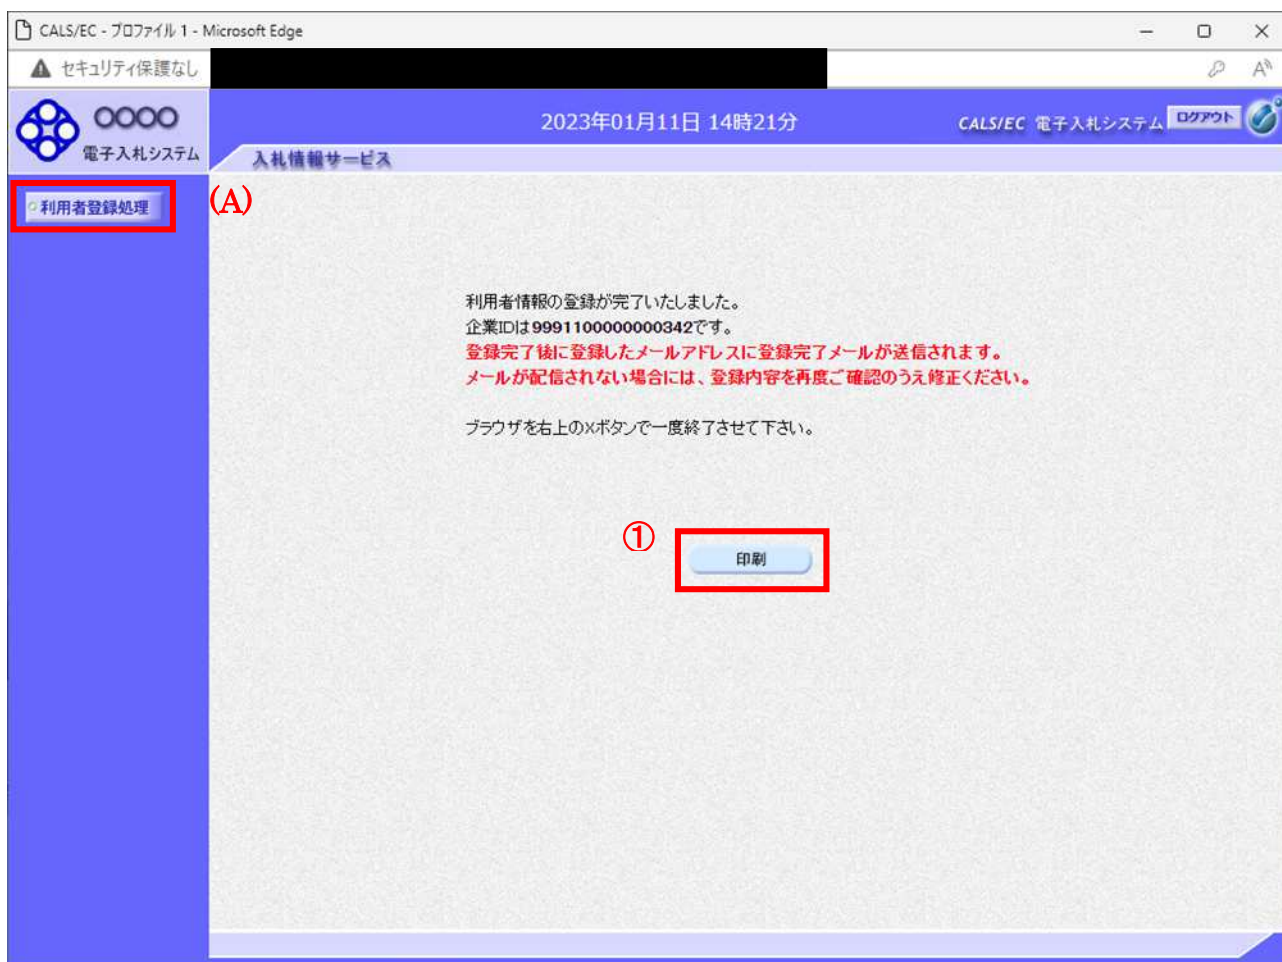 CALS/EC - プロファイル 1 - Microsoft Edge
セキュリティ保護なし
○○○○
電子入札システム
2023年01月11日 14時21分
CALS/EC 電子入札システム
ログアウト
入札情報サービス
利用者登録処理
(A)
利用者情報の登録が完了いたしました。
企業IDは9991100000000342です。
登録完了後に登録したメールアドレスに登録完了メールが送信されます。
メールが配信されない場合には、登録内容を再度ご確認のうえ修正ください。
ブラウザを右上の×ボタンで一度終了させて下さい。
①
印刷